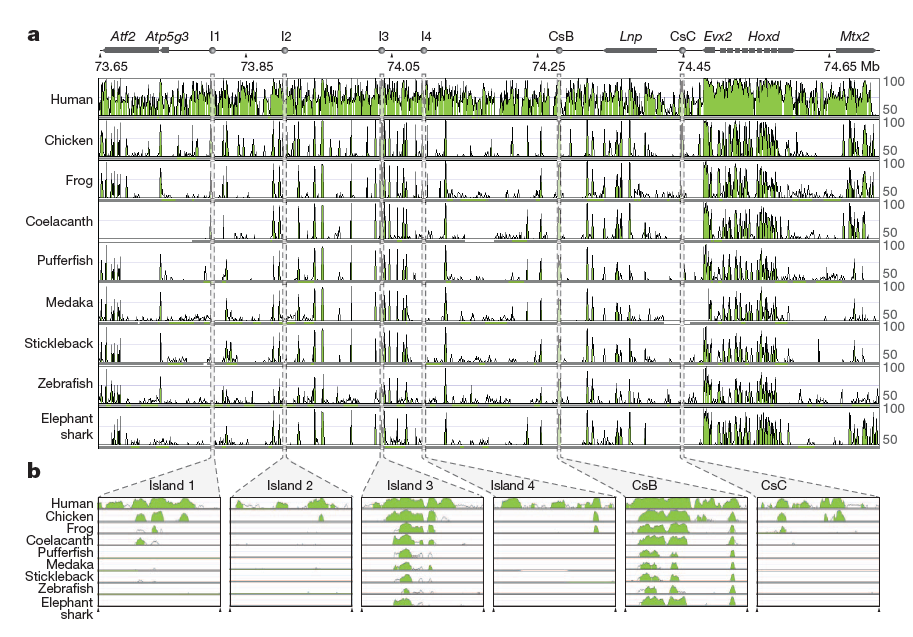 a
Atf2 Atp5g3 I1 I2 I3 I4 CsB Lnp CsC Evx2 Hoxd Mtx2
73.65 73.85 74.05 74.25 74.45 74.65 Mb
Human 100 50
Chicken 100 50
Frog 100 50
Coelacanth 100 50
Pufferfish 100 50
Medaka 100 50
Stickleback 100 50
Zebrafish 100 50
Elephant shark 100 50
b
Island 1 Island 2 Island 3 Island 4 CsB CsC
Human
Chicken
Frog
Coelacanth
Pufferfish
Medaka
Stickleback
Zebrafish
Elephant
shark